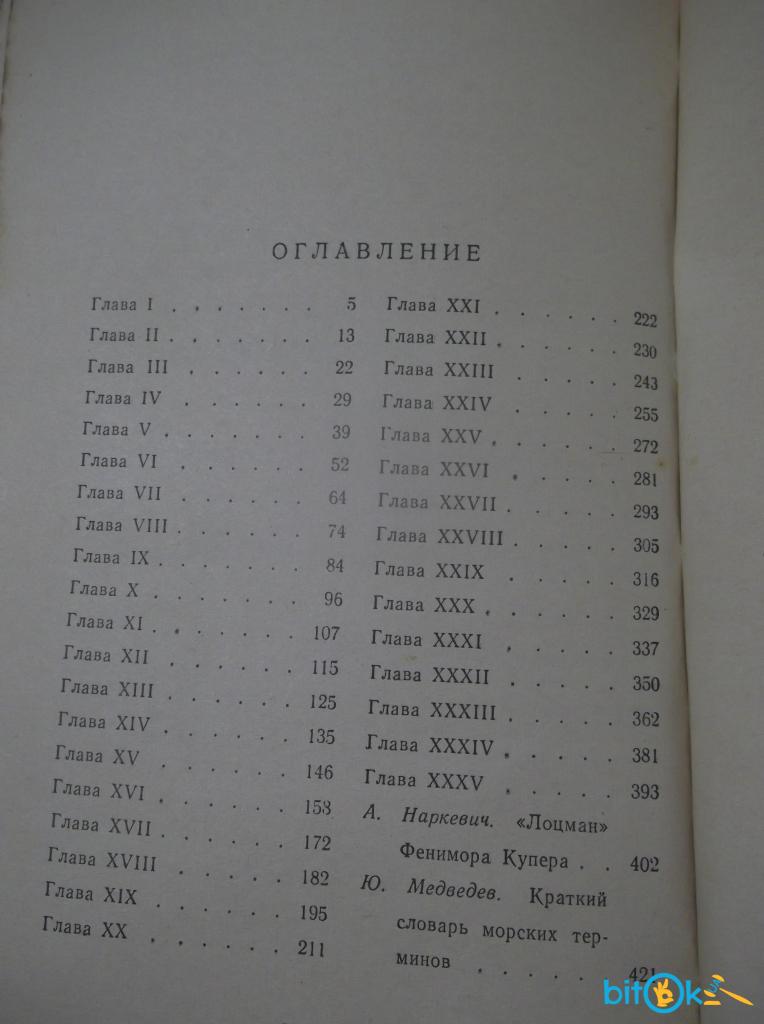 ОГЛАВЛЕНИЕ
Глава I . . . . . . . 5
Глава II . . . . . . . 13
Глава III . . . . . . 22
Глава IV . . . . . . 29
Глава V . . . . . . . 39
Глава VI . . . . . . 52
Глава VII . . . . . . 64
Глава VIII . . . . . . 74
Глава IX . . . . . . . 84
Глава X . . . . . . . 96
Глава XI . . . . . . . 107
Глава XII . . . . . . 115
Глава XIII . . . . . . 125
Глава XIV . . . . . . 135
Глава XV . . . . . . 146
Глава XVI . . . . . . 153
Глава XVII . . . . . . 172
Глава XVIII . . . . . 182
Глава XIX . . . . . . 195
Глава XX . . . . . . 211
Глава XXI . . . . . . 222
Глава XXII . . . . . . 230
Глава XXIII . . . . . 243
Глава XXIV . . . . . 255
Глава XXV . . . . . . 272
Глава XXVI . . . . . 281
Глава XXVII . . . . . 293
Глава XXVIII . . . . . 305
Глава XXIX . . . . . 316
Глава XXX . . . . . . 329
Глава XXXI . . . . . 337
Глава XXXII . . . . . 350
Глава XXXIII . . . . . 362
Глава XXXIV . . . . . 381
Глава XXXV . . . . . 393
А. Наркевич. «Лоцман»
Фенимора Купера . . 402
Ю. Медведев. Краткий
словарь морских тер-
минов . . . . . 421
bitOk UA